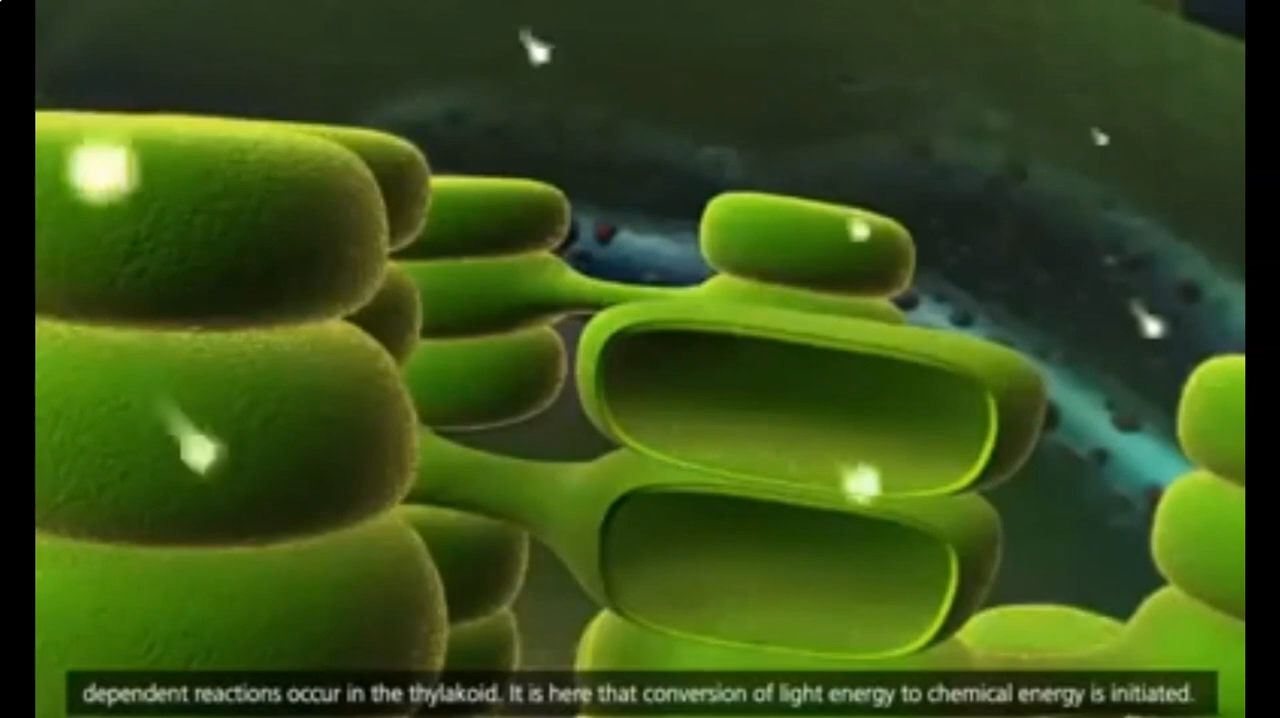 dependent reactions occur in the thylakoid. It is here that conversion of light energy to chemical energy is initiated.